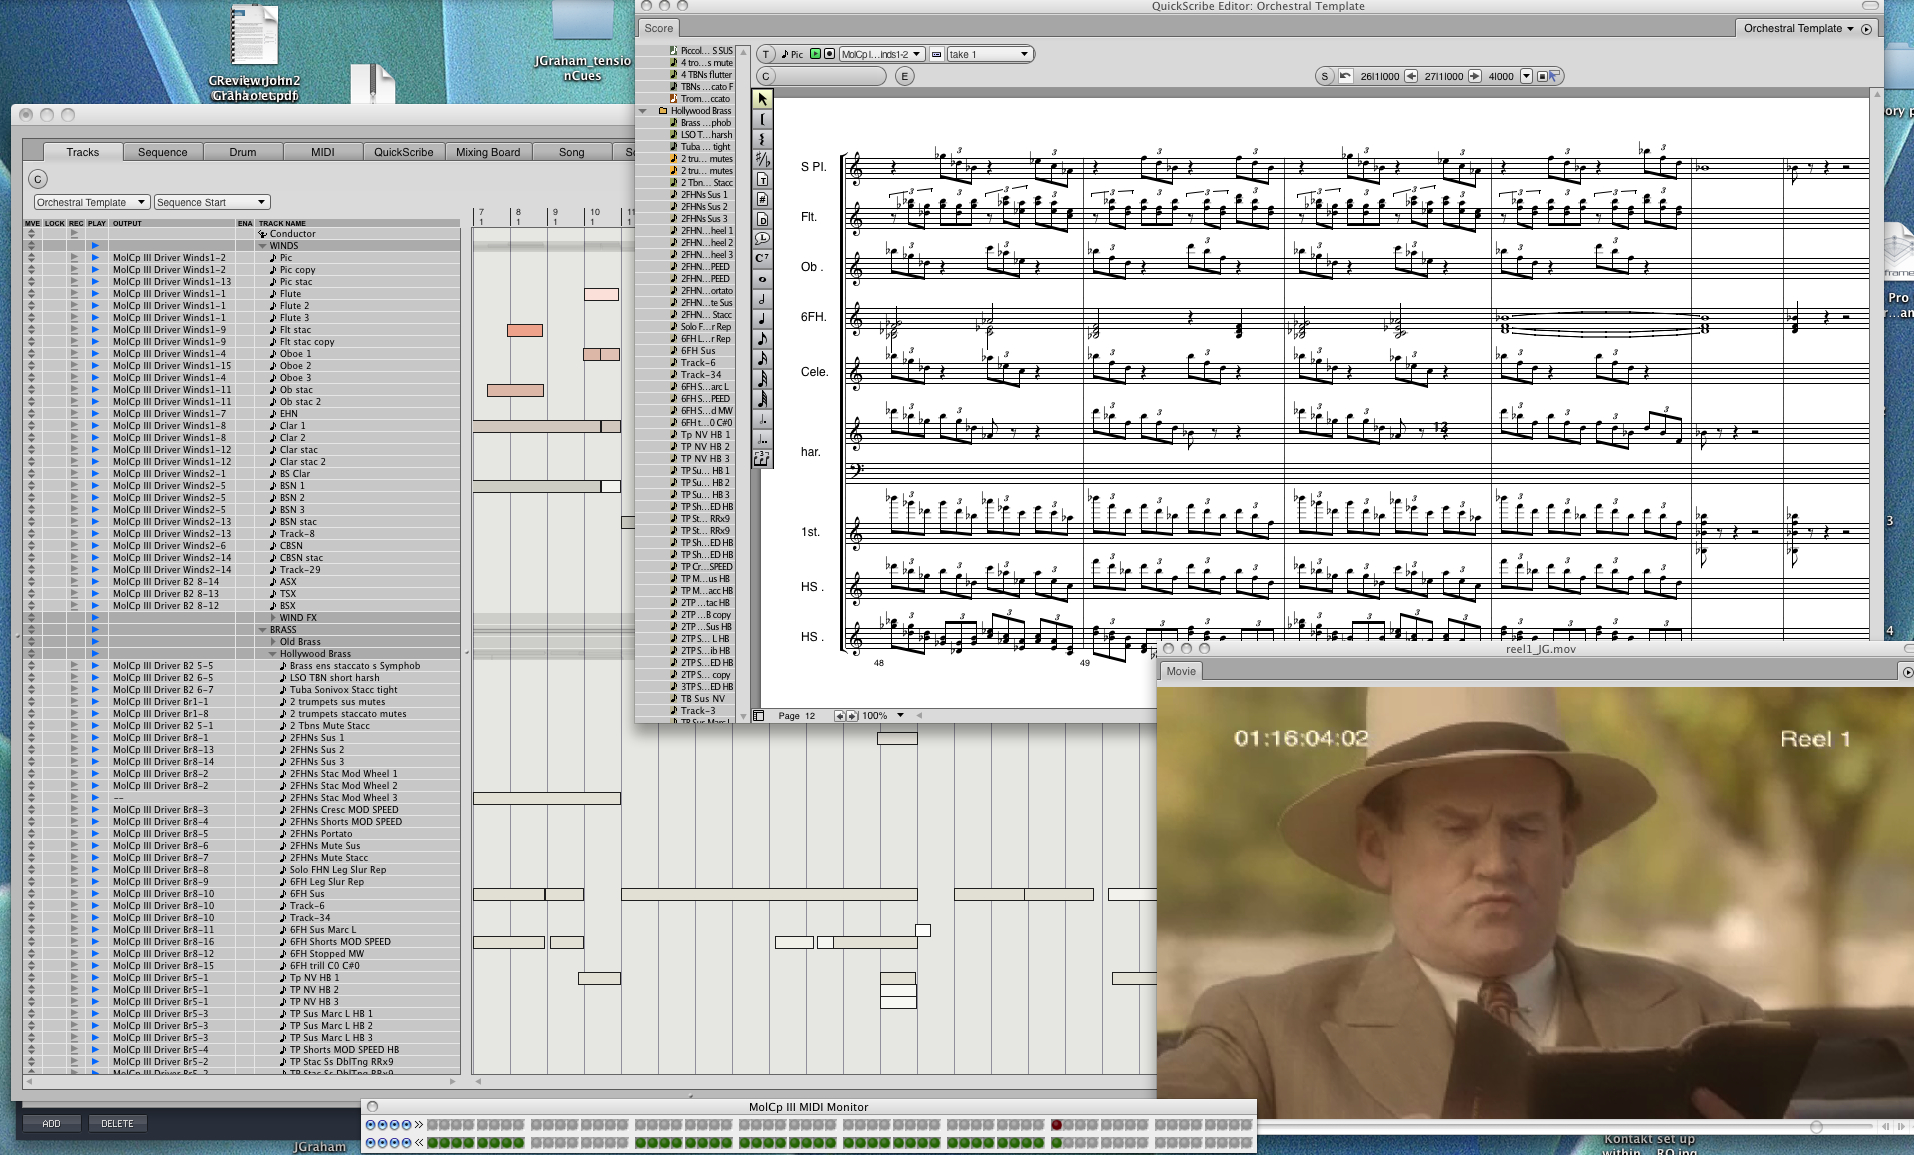 GReview John2
JGraham_tensio
nCues
QuickScribe Editor: Orchestral Template
Score
Orchestral Template
T Pic MolCp I...inds1-2 take 1
C E S 26|1|000 27|1|000 4|000
Piccol... S SUS
4 tro...s mute
4 TBNs flutter
TBNs ...cato F
Trom...ccato
Hollywood Brass
Brass ...phob
LSO T...harsh
Tuba ... tight
2 tru... mutes
2 tru... mutes
2 Tbn... Stacc
2FHNs Sus 1
2FHNs Sus 2
2FHNs Sus 3
2FHN...heel 1
2FHN...heel 2
2FHN...heel 3
2FHN...PEED
2FHN...PEED
2FHN...ortato
2FHN...te Sus
2FHN... Stacc
Solo F...r Rep
6FH L...r Rep
6FH Sus
Track-6
Track-34
6FH S...arc L
6FH S...PEED
6FH S...d MW
6FH t...0 C#0
Tp NV HB 1
TP NV HB 2
TP NV HB 3
TP Su... HB 1
TP Su... HB 2
TP Su... HB 3
TP Sh...ED HB
TP St... RRx9
TP St... RRx9
TP Sh...ED HB
TP Sh...ED HB
TP Cr...SPEED
TP M...us HB
TP M...acc HB
2TP ...tac HB
2TP ...B copy
2TP ...Sus HB
2TP S... L HB
2TP S...ib HB
2TP S...ED HB
2TP S... copy
3TP S...ED HB
TB Sus NV
Track-3
TP Sus Marc L
S Pl.
Flt.
Ob .
6FH.
Cele.
har.
1st.
HS .
HS .
48
49
Page 12 100%
Tracks Sequence Drum MIDI QuickScribe Mixing Board Song
C
Orchestral Template Sequence Start
7 8 9 10 11
1 1 1 1
MVE LOCK REC PLAY OUTPUT ENA TRACK NAME
Conductor
WINDS
MolCp III Driver Winds1-2 Pic
MolCp III Driver Winds1-2 Pic copy
MolCp III Driver Winds1-13 Pic stac
MolCp III Driver Winds1-1 Flute
MolCp III Driver Winds1-1 Flute 2
MolCp III Driver Winds1-1 Flute 3
MolCp III Driver Winds1-9 Flt stac
MolCp III Driver Winds1-9 Flt stac copy
MolCp III Driver Winds1-4 Oboe 1
MolCp III Driver Winds1-15 Oboe 2
MolCp III Driver Winds1-4 Oboe 3
MolCp III Driver Winds1-11 Ob stac
MolCp III Driver Winds1-11 Ob stac 2
MolCp III Driver Winds1-7 EHN
MolCp III Driver Winds1-8 Clar 1
MolCp III Driver Winds1-8 Clar 2
MolCp III Driver Winds1-12 Clar stac
MolCp III Driver Winds1-12 Clar stac 2
MolCp III Driver Winds2-1 BS Clar
MolCp III Driver Winds2-5 BSN 1
MolCp III Driver Winds2-5 BSN 2
MolCp III Driver Winds2-5 BSN 3
MolCp III Driver Winds2-13 BSN stac
MolCp III Driver Winds2-13 Track-8
MolCp III Driver Winds2-6 CBSN
MolCp III Driver Winds2-14 CBSN stac
MolCp III Driver Winds2-14 Track-29
MolCp III Driver B2 8-14 ASX
MolCp III Driver B2 8-13 TSX
MolCp III Driver B2 8-12 BSX
WIND FX
BRASS
Old Brass
Hollywood Brass
MolCp III Driver B2 5-5 Brass ens staccato s Symphob
MolCp III Driver B2 6-5 LSO TBN short harsh
MolCp III Driver B2 6-7 Tuba Sonivox Stacc tight
MolCp III Driver Br1-1 2 trumpets sus mutes
MolCp III Driver Br1-8 2 trumpets staccato mutes
MolCp III Driver B2 5-1 2 Tbns Mute Stacc
MolCp III Driver Br8-1 2FHNs Sus 1
MolCp III Driver Br8-13 2FHNs Sus 2
MolCp III Driver Br8-14 2FHNs Sus 3
MolCp III Driver Br8-2 2FHNs Stac Mod Wheel 1
MolCp III Driver Br8-2 2FHNs Stac Mod Wheel 2
-- 2FHNs Stac Mod Wheel 3
MolCp III Driver Br8-3 2FHNs Cresc MOD SPEED
MolCp III Driver Br8-4 2FHNs Shorts MOD SPEED
MolCp III Driver Br8-5 2FHNs Portato
MolCp III Driver Br8-6 2FHNs Mute Sus
MolCp III Driver Br8-7 2FHNs Mute Stacc
MolCp III Driver Br8-8 Solo FHN Leg Slur Rep
MolCp III Driver Br8-9 6FH Leg Slur Rep
MolCp III Driver Br8-10 6FH Sus
MolCp III Driver Br8-10 Track-6
MolCp III Driver Br8-10 Track-34
MolCp III Driver Br8-11 6FH Sus Marc L
MolCp III Driver Br8-16 6FH Shorts MOD SPEED
MolCp III Driver Br8-12 6FH Stopped MW
MolCp III Driver Br8-15 6FH trill C0 C#0
MolCp III Driver Br5-1 Tp NV HB 1
MolCp III Driver Br5-1 TP NV HB 2
MolCp III Driver Br5-1 TP NV HB 3
MolCp III Driver Br5-3 TP Sus Marc L HB 1
MolCp III Driver Br5-3 TP Sus Marc L HB 2
MolCp III Driver Br5-3 TP Sus Marc L HB 3
MolCp III Driver Br5-4 TP Shorts MOD SPEED HB
MolCp III Driver Br5-2 TP Stac Ss DblTng RRx9
MolCp III Driver Br5-2 TP Stac Ss DblTng RRx9
ADD DELETE
JGraham
MolCp III MIDI Monitor
reel1_JG.mov
Movie
01:16:04:02
Reel 1
Pro
3
4
Kontakt set up
within... RO.jpg